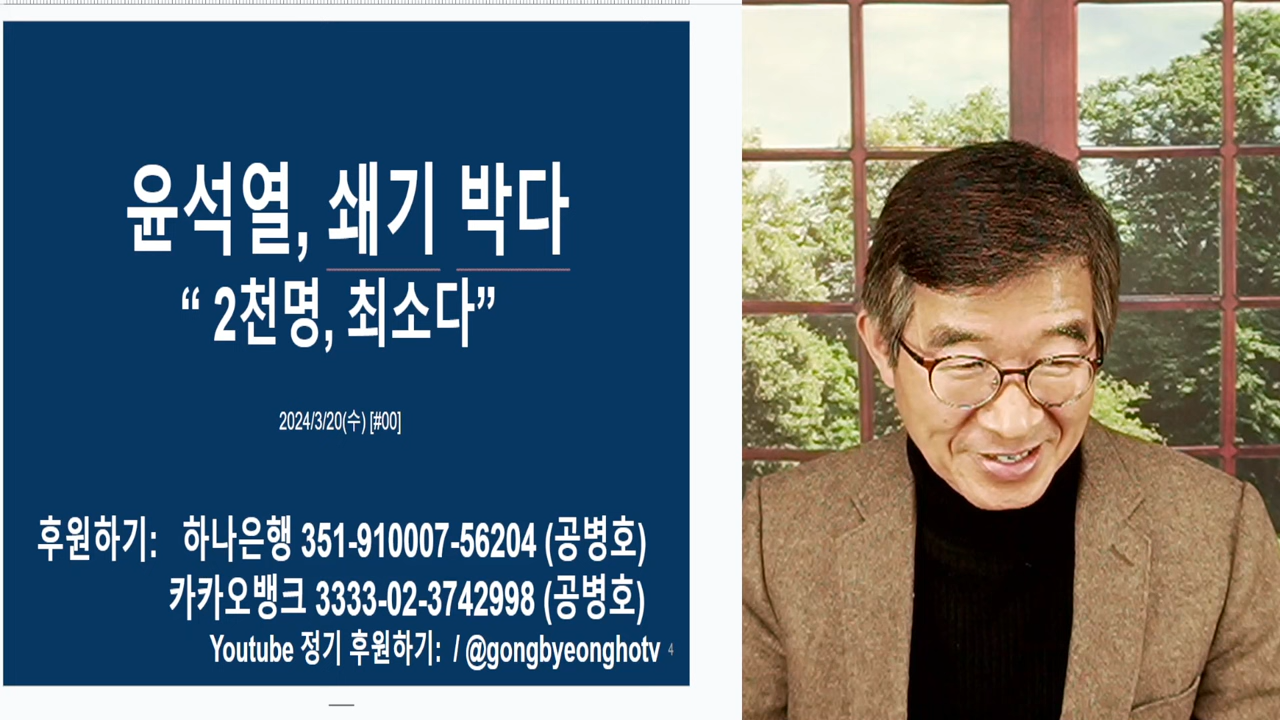 윤석열, 쇄기 박다
“ 2천명, 최소다”
2024/3/20(수) [#00]
후원하기: 하나은행 351-910007-56204 (공병호)
카카오뱅크 3333-02-3742998 (공병호)
Youtube 정기 후원하기: / @gongbyeonghotv 4